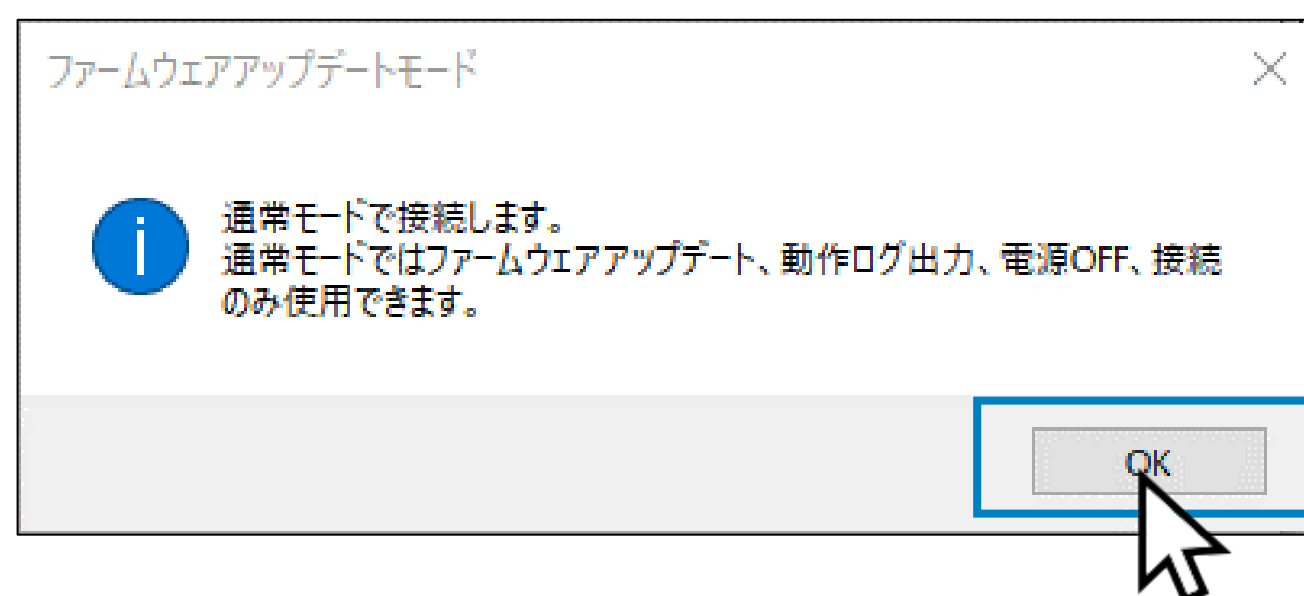 ファームウェアアップデートモード
通常モードで接続します。
通常モードではファームウェアアップデート、動作ログ出力、電源OFF、接続
のみ使用できます。
OK